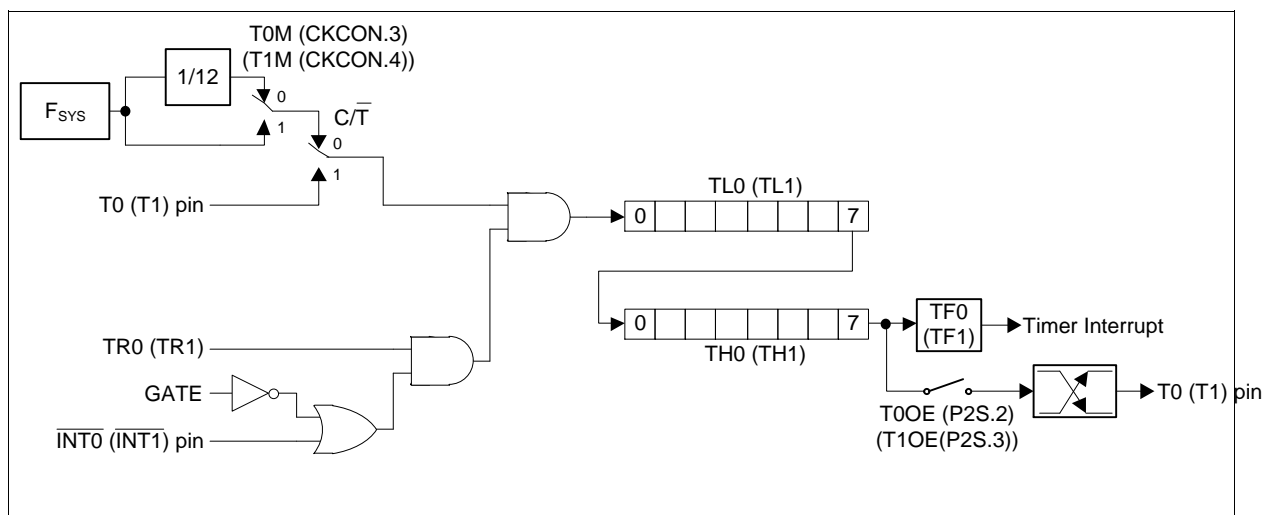 T0M (CKCON.3)
(T1M (CKCON.4))
1/12
FSYS
0
1
C/T̅
0
1
T0 (T1) pin
TL0 (TL1)
0 7
0 7
TH0 (TH1)
TF0
(TF1)
Timer Interrupt
TR0 (TR1)
GATE
I̅N̅T̅0̅ (I̅N̅T̅1̅) pin
T0OE (P2S.2)
(T1OE(P2S.3))
T0 (T1) pin